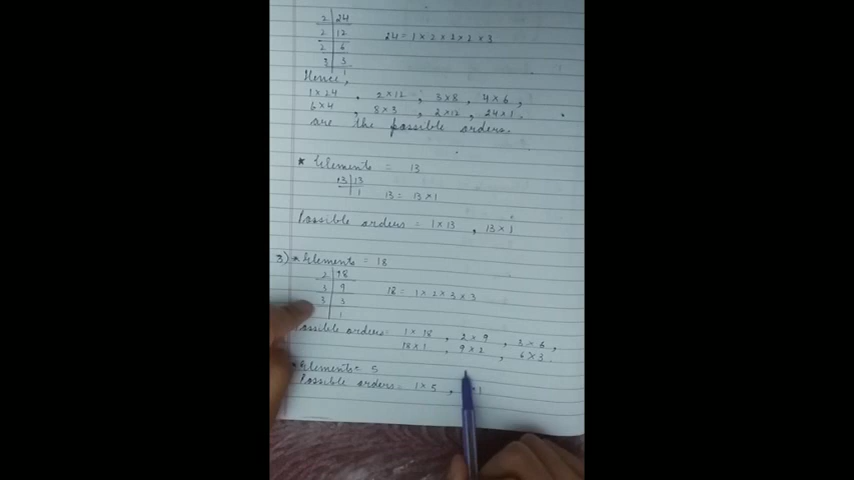 2 | 24
2 | 12 24 = 1 × 2 × 2 × 2 × 3
2 | 6
3 | 3
1
Hence,
1 × 24 , 2 × 12 , 3 × 8 , 4 × 6 ,
6 × 4 , 8 × 3 , 2 × 12 , 24 × 1 .
are the possible orders.
* Elements = 13
13 | 13
1 13 = 13 × 1
Possible orders = 1 × 13 , 13 × 1
3) * Elements = 18
2 | 18
3 | 9 18 = 1 × 2 × 3 × 3
3 | 3
1
Possible orders = 1 × 18 , 2 × 9 , 3 × 6 ,
18 × 1 , 9 × 2 , 6 × 3 .
Elements = 5
Possible orders = 1 × 5 , × 1